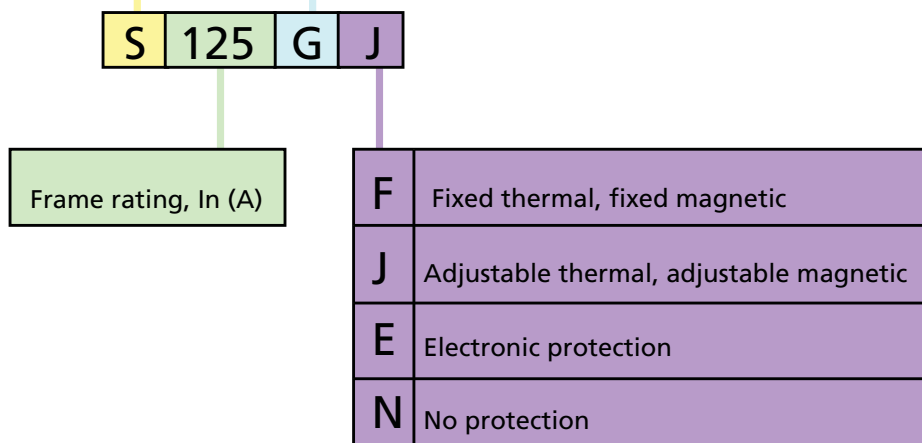 S 125 G J
Frame rating, In (A)
F Fixed thermal, fixed magnetic
J Adjustable thermal, adjustable magnetic
E Electronic protection
N No protection